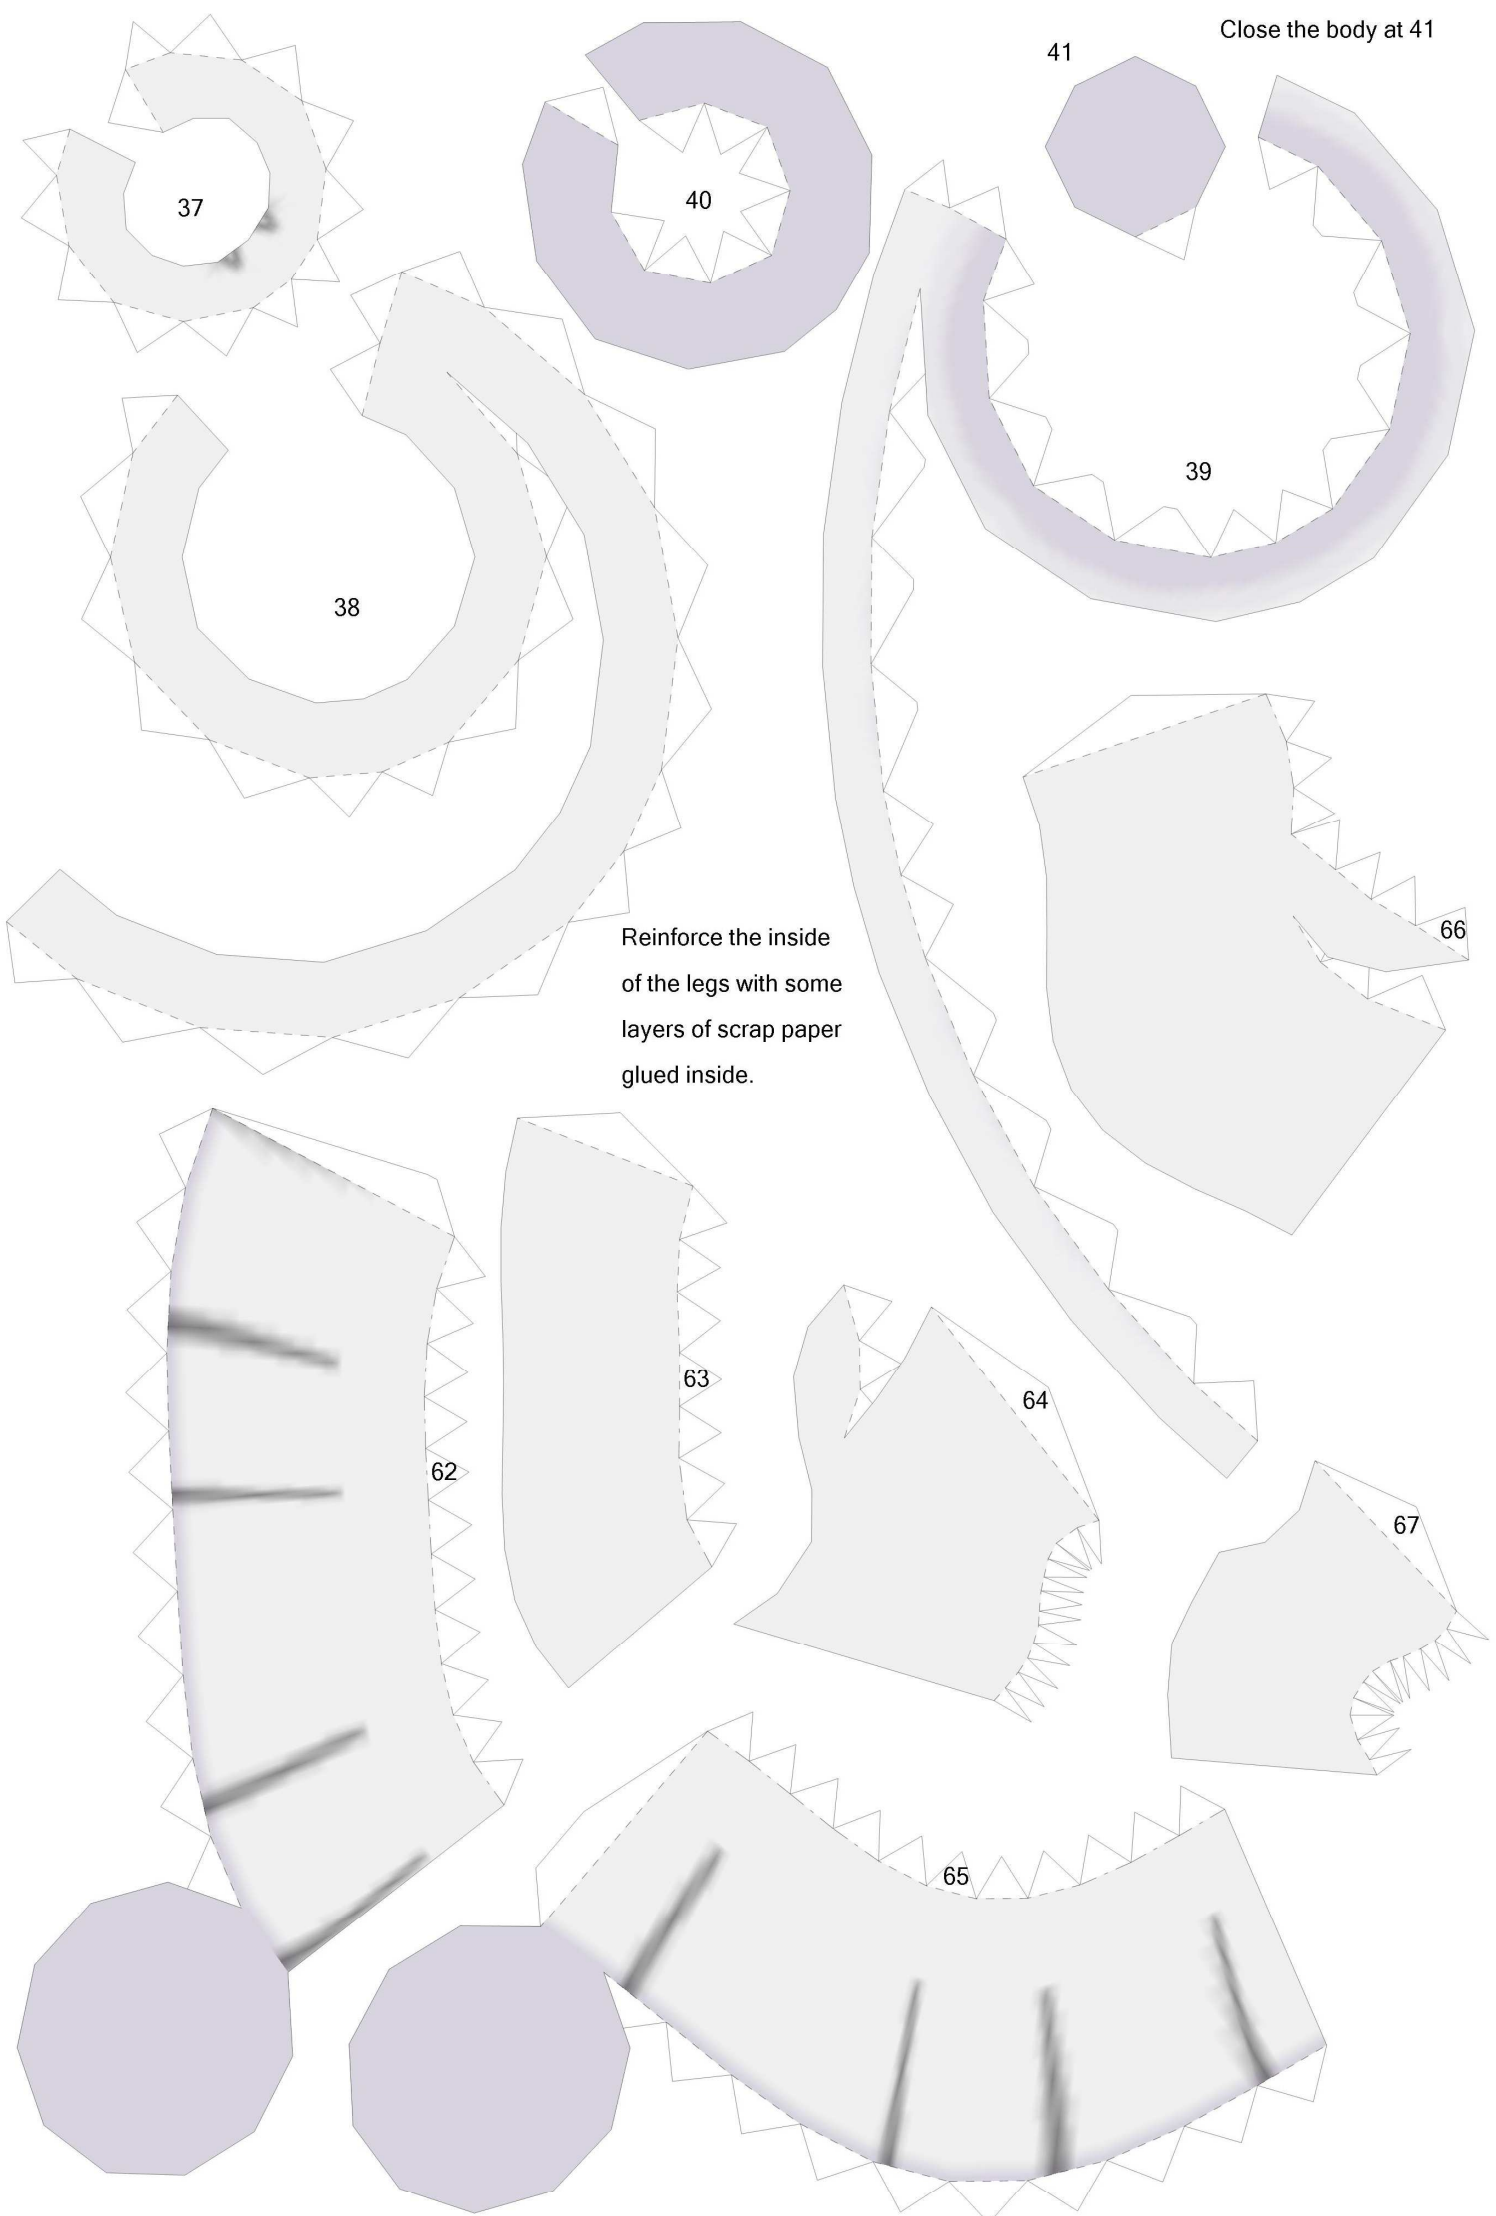 Close the body at 41
41
37
40
39
38
66
Reinforce the inside
of the legs with some
layers of scrap paper
glued inside.
63
64
62
67
65